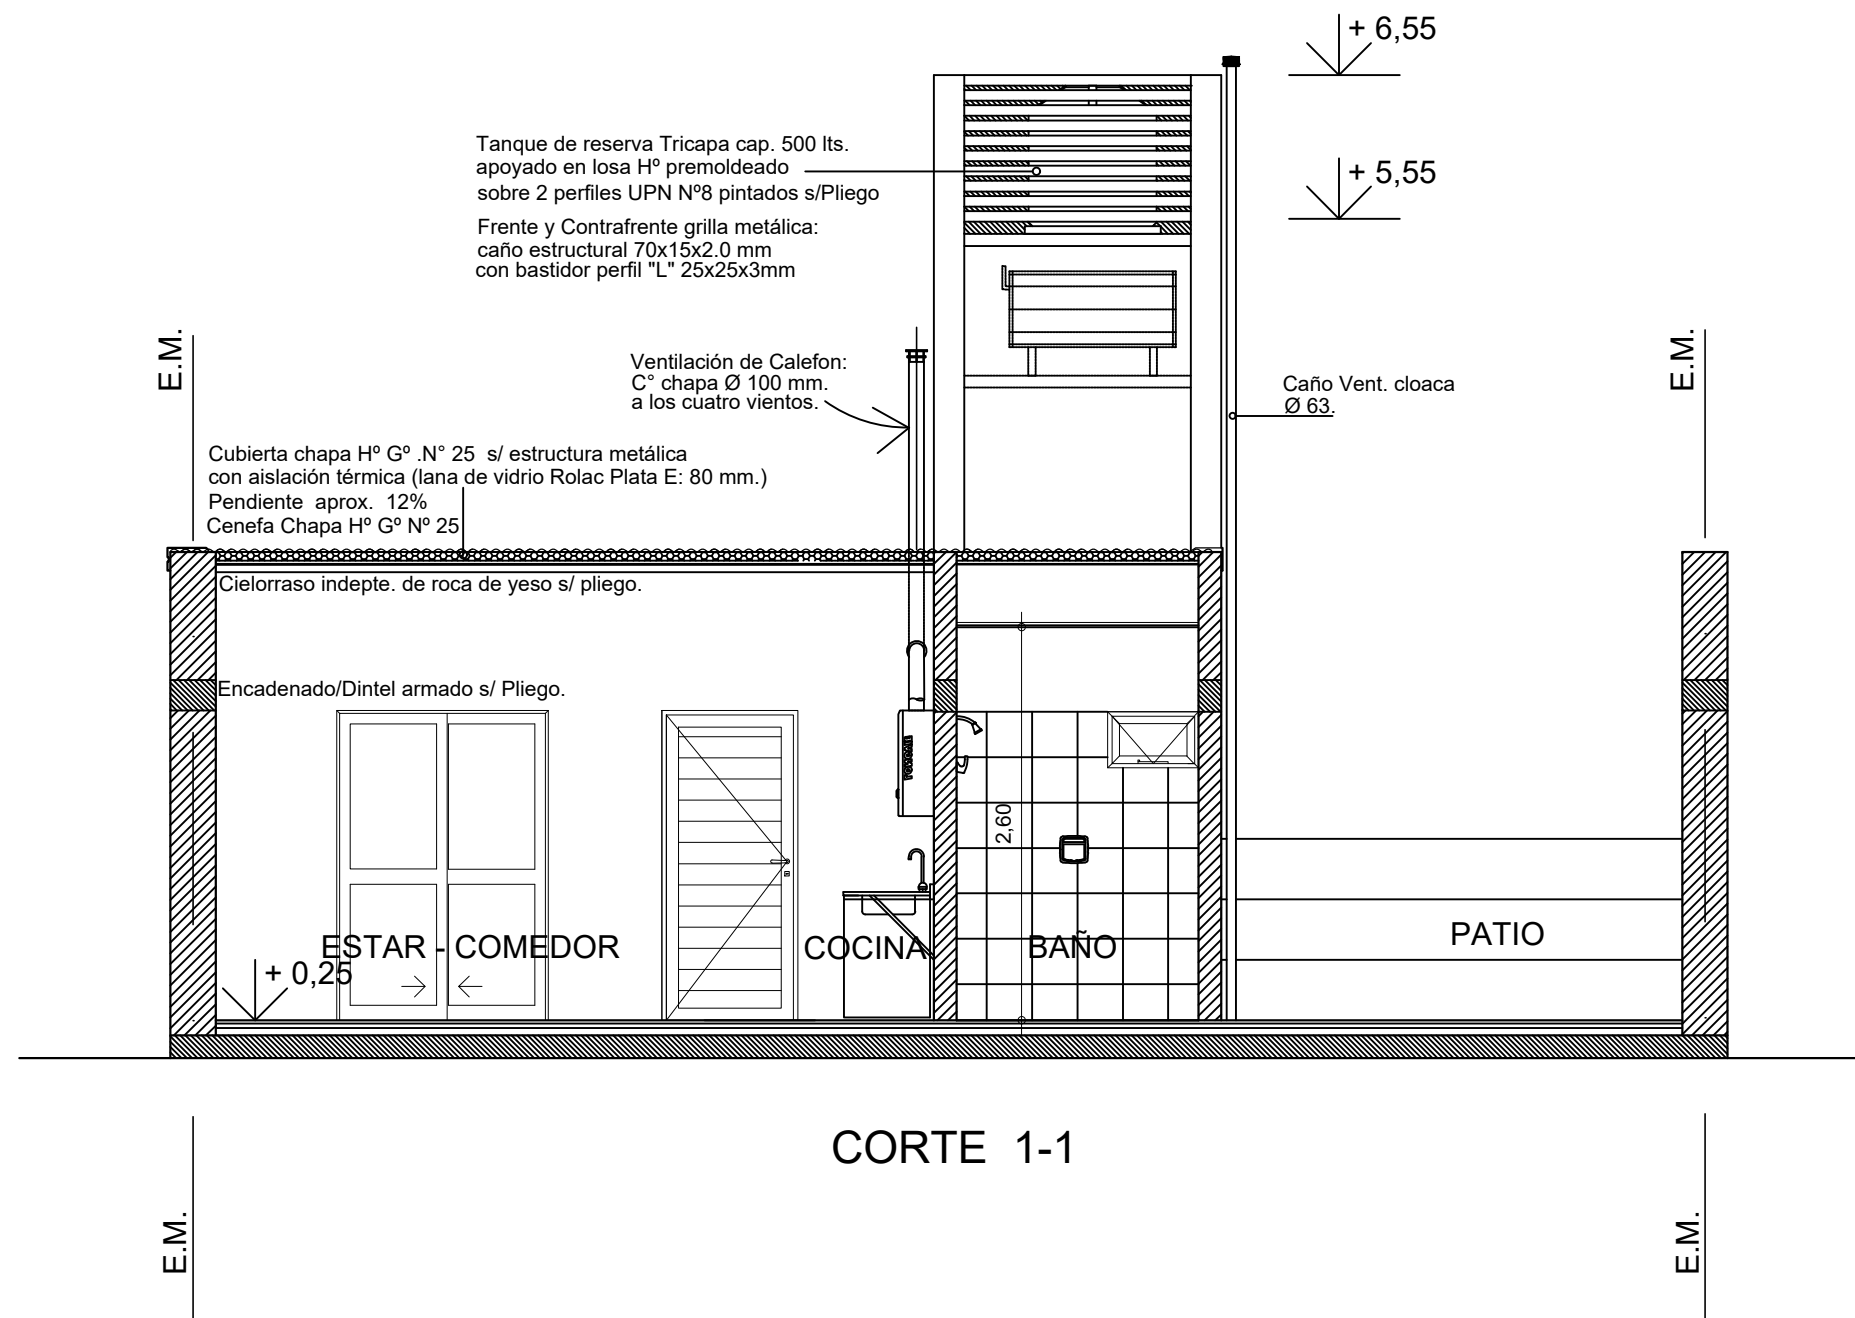 + 6,55
Tanque de reserva Tricapa cap. 500 lts.
apoyado en losa Hº premoldeado
sobre 2 perfiles UPN Nº8 pintados s/Pliego
+ 5,55
Frente y Contrafrente grilla metálica:
caño estructural 70x15x2.0 mm
con bastidor perfil "L" 25x25x3mm
E.M.
Ventilación de Calefon:
C° chapa Ø 100 mm.
a los cuatro vientos.
E.M.
Caño Vent. cloaca
Ø 63.
Cubierta chapa Hº Gº .N° 25 s/ estructura metálica
con aislación térmica (lana de vidrio Rolac Plata E: 80 mm.)
Pendiente aprox. 12%
Cenefa Chapa Hº Gº Nº 25
Cielorraso indepte. de roca de yeso s/ pliego.
Encadenado/Dintel armado s/ Pliego.
2,60
ESTAR - COMEDOR
COCINA
BAÑO
PATIO
+ 0,25
CORTE 1-1
E.M.
E.M.